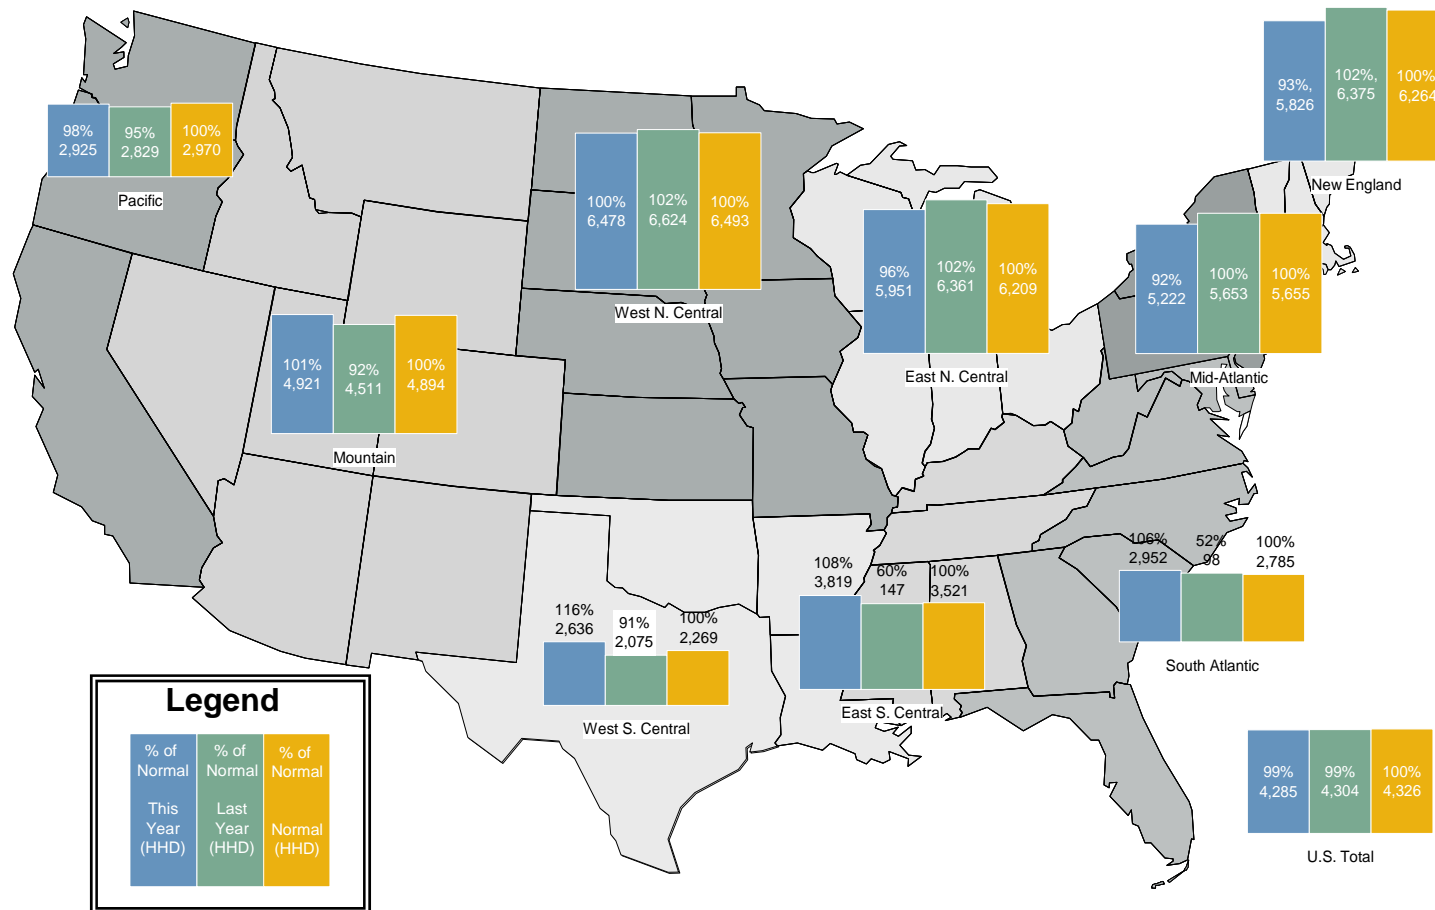 93%,
5,826
102%,
6,375
100%
6,264
New England
98%
2,925
95%
2,829
100%
2,970
Pacific
100%
6,478
102%
6,624
100%
6,493
West N. Central
96%
5,951
102%
6,361
100%
6,209
East N. Central
92%
5,222
100%
5,653
100%
5,655
Mid-Atlantic
101%
4,921
92%
4,511
100%
4,894
Mountain
106%
2,952
52%
98
100%
2,785
South Atlantic
108%
3,819
60%
147
100%
3,521
East S. Central
116%
2,636
91%
2,075
100%
2,269
West S. Central
Legend
% of
Normal
This
Year
(HHD)
% of
Normal
Last
Year
(HHD)
% of
Normal
Normal
(HHD)
99%
4,285
99%
4,304
100%
4,326
U.S. Total